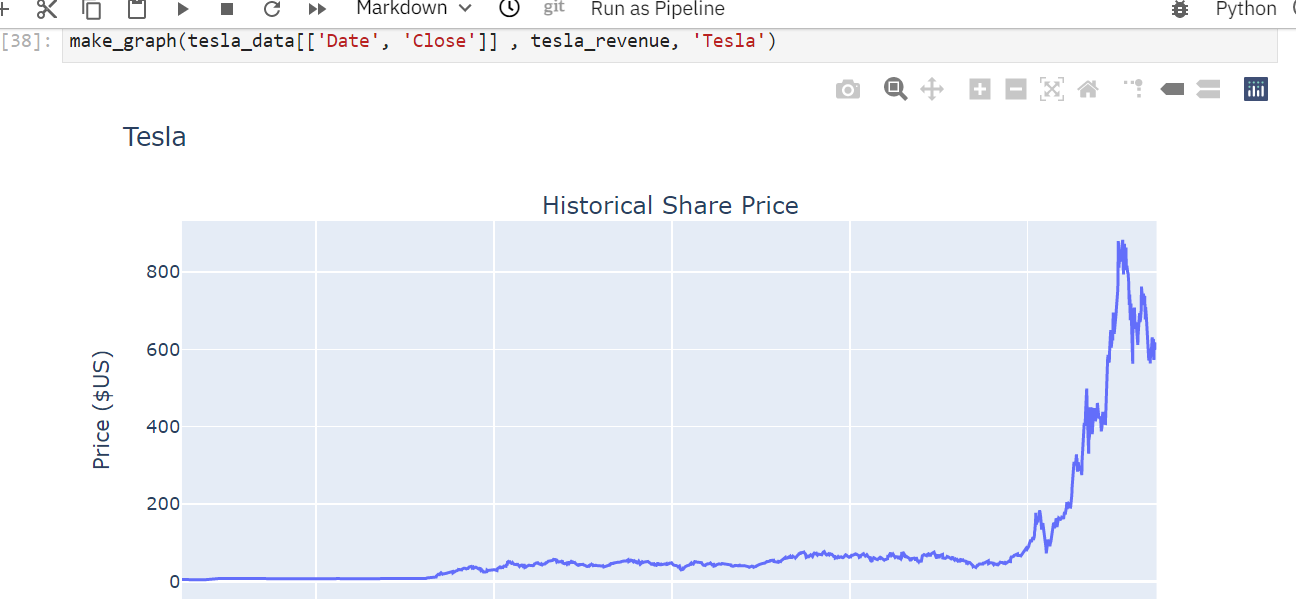 Markdown git Run as Pipeline Python
[38]: make_graph(tesla_data[['Date', 'Close']] , tesla_revenue, 'Tesla')
Tesla
Historical Share Price
Price ($US)
800
600
400
200
0